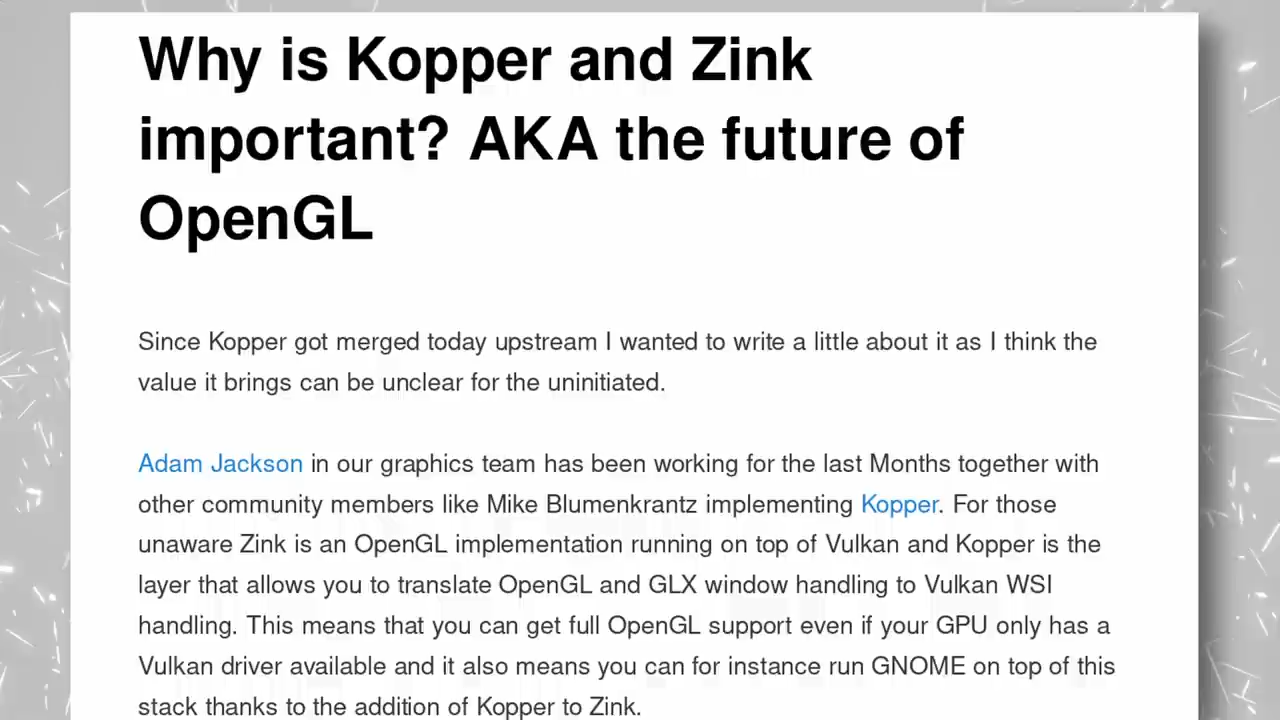 Why is Kopper and Zink
important? AKA the future of
OpenGL
Since Kopper got merged today upstream I wanted to write a little about it as I think the
value it brings can be unclear for the uninitiated.
Adam Jackson in our graphics team has been working for the last Months together with
other community members like Mike Blumenkrantz implementing Kopper. For those
unaware Zink is an OpenGL implementation running on top of Vulkan and Kopper is the
layer that allows you to translate OpenGL and GLX window handling to Vulkan WSI
handling. This means that you can get full OpenGL support even if your GPU only has a
Vulkan driver available and it also means you can for instance run GNOME on top of this
stack thanks to the addition of Kopper to Zink.